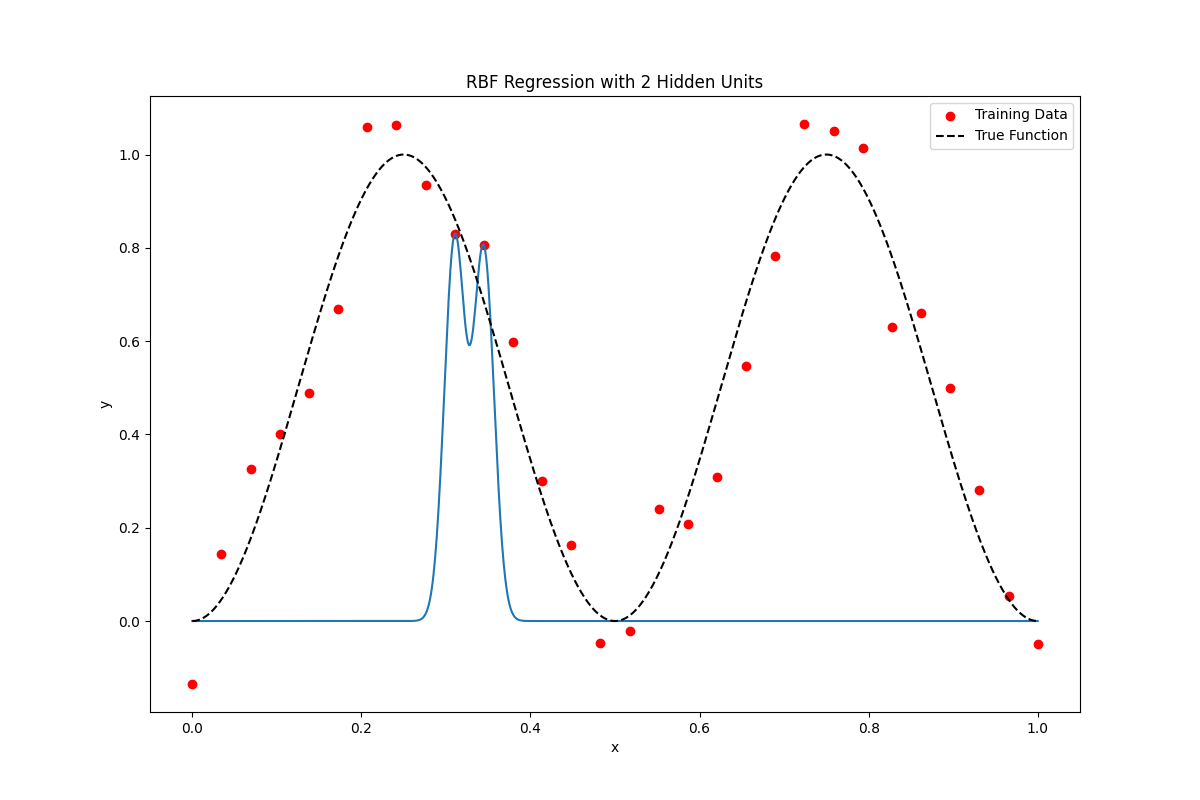 RBF Regression with 2 Hidden Units
Training Data
True Function
1.0
0.8
0.6
0.4
0.2
0.0
y
0.0 0.2 0.4 0.6 0.8 1.0
x